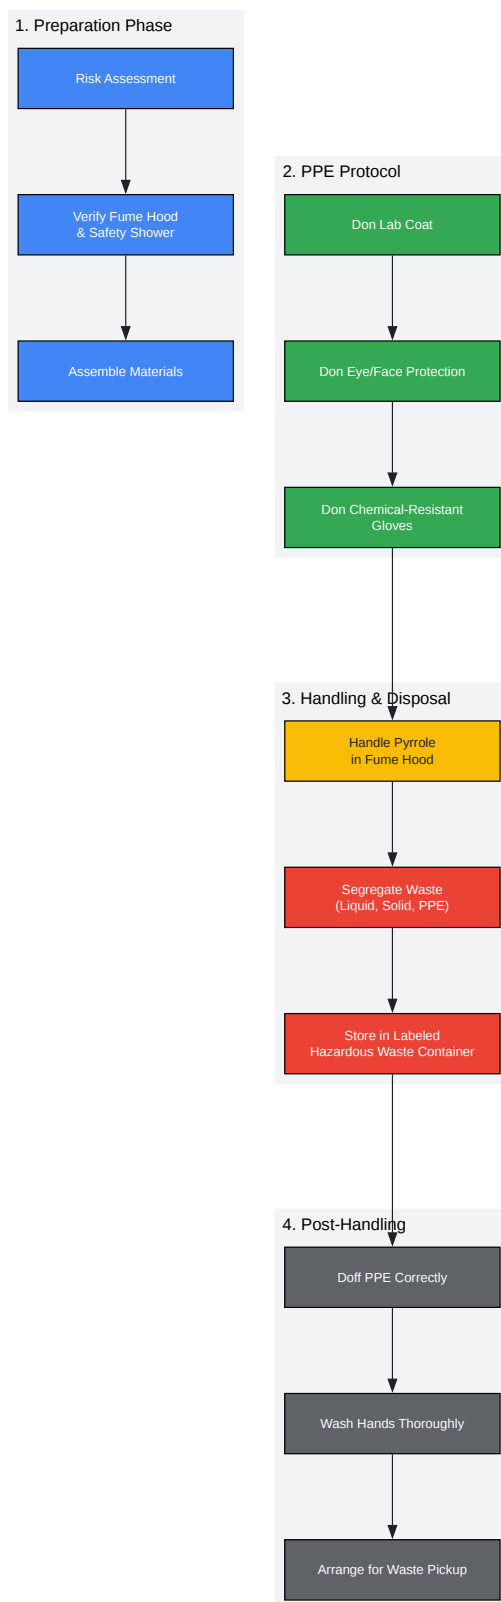 1. Preparation Phase
Risk Assessment
Verify Fume Hood
& Safety Shower
Assemble Materials
2. PPE Protocol
Don Lab Coat
Don Eye/Face Protection
Don Chemical-Resistant
Gloves
3. Handling & Disposal
Handle Pyrrole
in Fume Hood
Segregate Waste
(Liquid, Solid, PPE)
Store in Labeled
Hazardous Waste Container
4. Post-Handling
Doff PPE Correctly
Wash Hands Thoroughly
Arrange for Waste Pickup